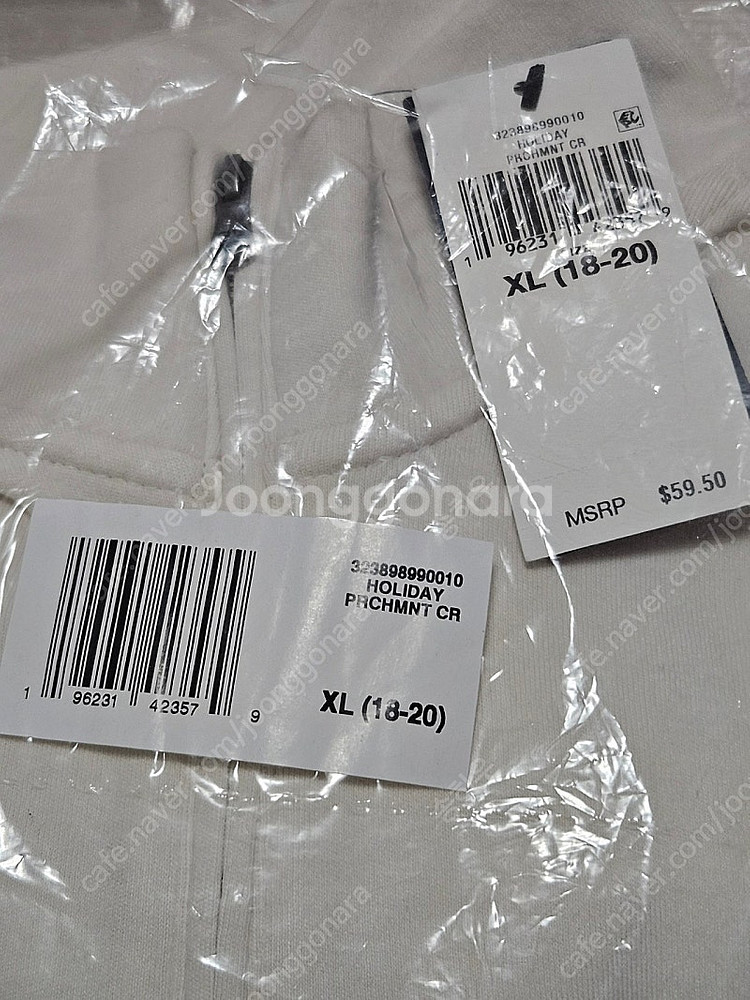 323898990010
HOLIDAY
PRCHMNT CR
1 96231 42357 9
XL (18-20)
MSRP $59.50
Joonggonara
323898990010
HOLIDAY
PRCHMNT CR
1 96231 42357 9
XL (18-20)
cafe.naver.com/joonggonara